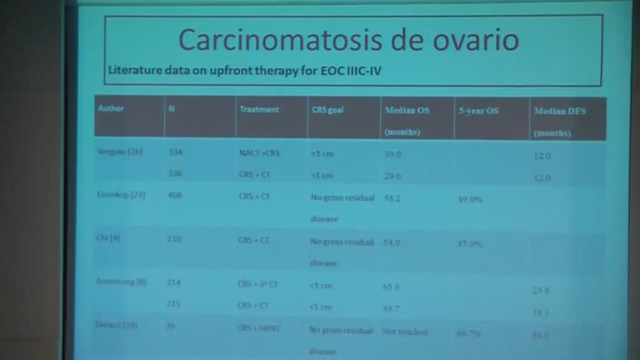 Carcinomatosis de ovario
Literature data on upfront therapy for EOC IIIC-IV
Author N Treatment CRS goal Median OS (months) 5-year OS Median DFS (months)
Vergote [26] 334 NACT+CRS <1 cm 30.0 12.0
336 CRS + CT <1 cm 29.0 12.0
408 CRS + CT No gross residual disease 58.2 49.0%
Chi [4] 210 CRS + CT No gross residual disease 54.0
Armstrong [8] 214 CRS + IP CT <1 cm 65.6 23.8
215 CRS + CT <1 cm 49.7 18.3
26 CRS + HIPEC No gross residual disease Not reached 60.7% 30.0